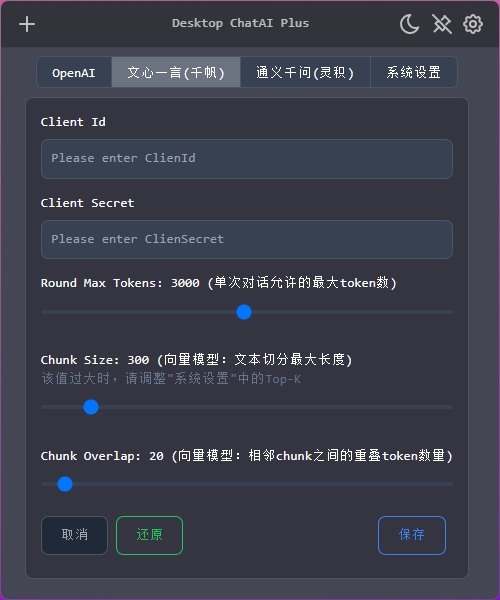 Desktop ChatAI Plus
OpenAI 文心一言(千帆) 通义千问(灵积) 系统设置
Client Id
Please enter ClienId
Client Secret
Please enter ClienSecret
Round Max Tokens: 3000 (单次对话允许的最大token数)
Chunk Size: 300 (向量模型: 文本切分最大长度)
该值过大时，请调整"系统设置"中的Top-K
Chunk Overlap: 20 (向量模型: 相邻chunk之间的重叠token数量)
取消 还原 保存